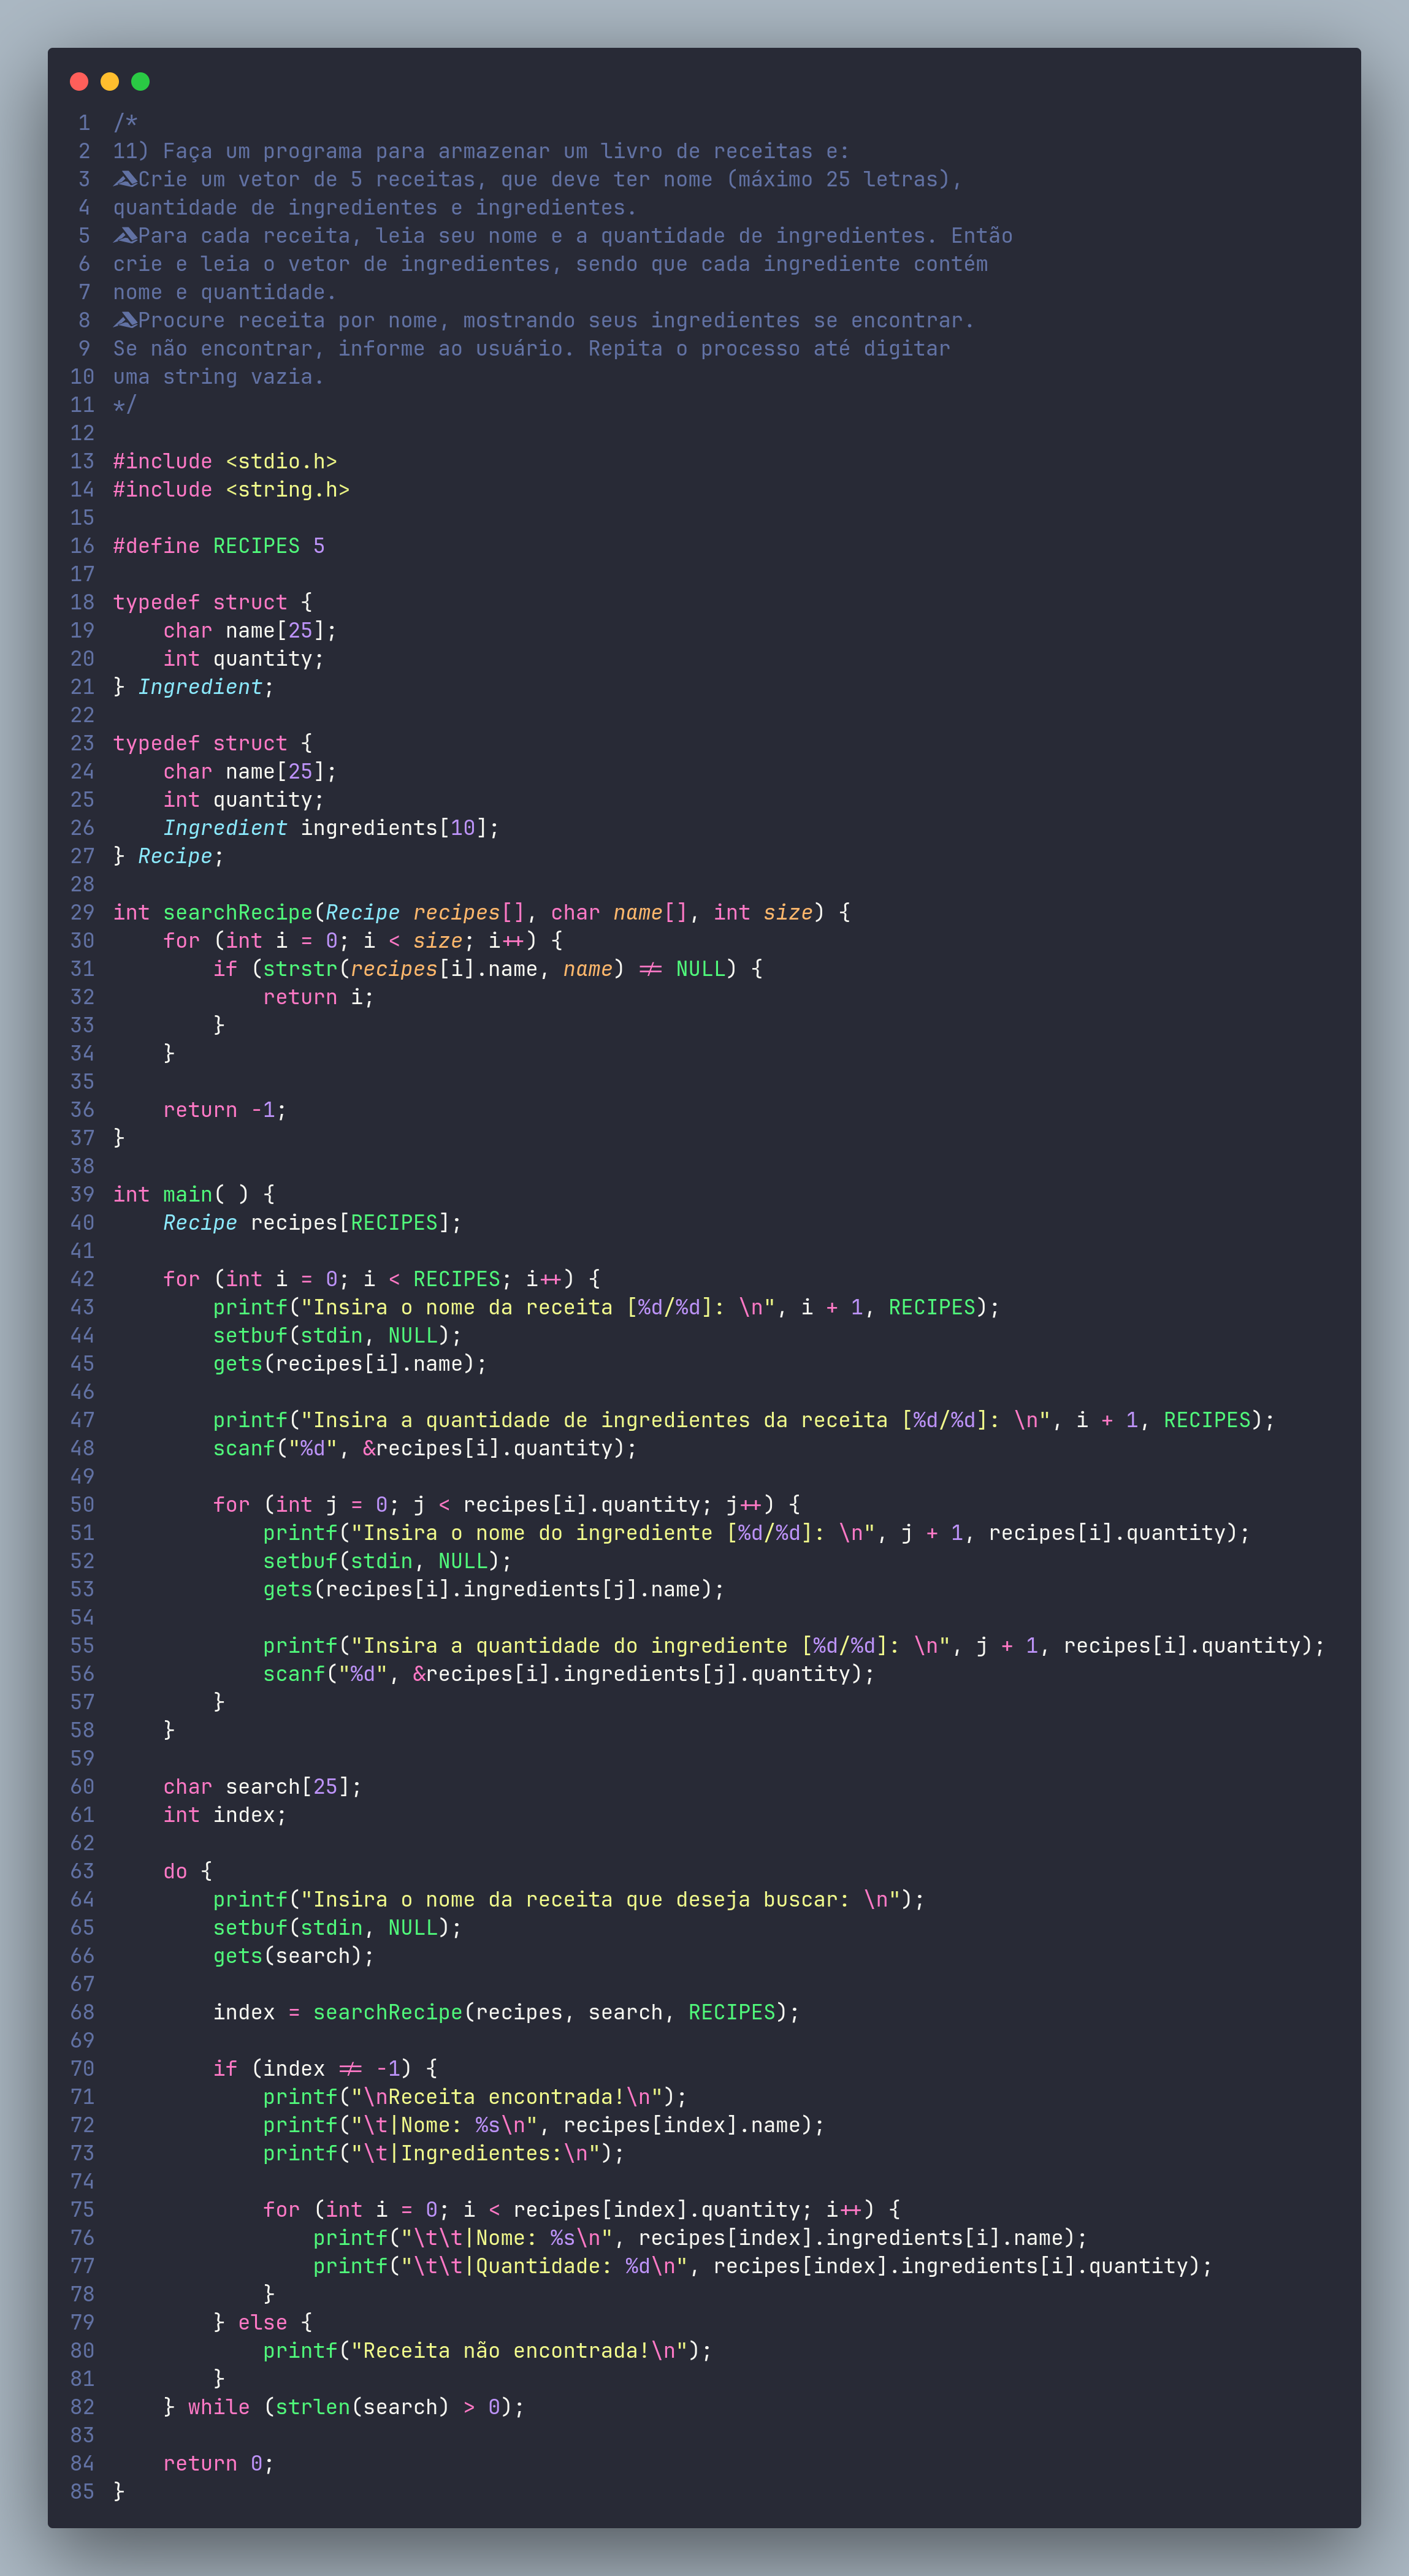 1 /*
2 11) Faça um programa para armazenar um livro de receitas e:
3 Crie um vetor de 5 receitas, que deve ter nome (máximo 25 letras),
4 quantidade de ingredientes e ingredientes.
5 Para cada receita, leia seu nome e a quantidade de ingredientes. Então
6 crie e leia o vetor de ingredientes, sendo que cada ingrediente contém
7 nome e quantidade.
8 Procure receita por nome, mostrando seus ingredientes se encontrar.
9 Se não encontrar, informe ao usuário. Repita o processo até digitar
10 uma string vazia.
11 */
12
13 #include <stdio.h>
14 #include <string.h>
15
16 #define RECIPES 5
17
18 typedef struct {
19     char name[25];
20     int quantity;
21 } Ingredient;
22
23 typedef struct {
24     char name[25];
25     int quantity;
26     Ingredient ingredients[10];
27 } Recipe;
28
29 int searchRecipe(Recipe recipes[], char name[], int size) {
30     for (int i = 0; i < size; i++) {
31         if (strstr(recipes[i].name, name) != NULL) {
32             return i;
33         }
34     }
35
36     return -1;
37 }
38
39 int main( ) {
40     Recipe recipes[RECIPES];
41
42     for (int i = 0; i < RECIPES; i++) {
43         printf("Insira o nome da receita [%d/%d]: \n", i + 1, RECIPES);
44         setbuf(stdin, NULL);
45         gets(recipes[i].name);
46
47         printf("Insira a quantidade de ingredientes da receita [%d/%d]: \n", i + 1, RECIPES);
48         scanf("%d", &recipes[i].quantity);
49
50         for (int j = 0; j < recipes[i].quantity; j++) {
51             printf("Insira o nome do ingrediente [%d/%d]: \n", j + 1, recipes[i].quantity);
52             setbuf(stdin, NULL);
53             gets(recipes[i].ingredients[j].name);
54
55             printf("Insira a quantidade do ingrediente [%d/%d]: \n", j + 1, recipes[i].quantity);
56             scanf("%d", &recipes[i].ingredients[j].quantity);
57         }
58     }
59
60     char search[25];
61     int index;
62
63     do {
64         printf("Insira o nome da receita que deseja buscar: \n");
65         setbuf(stdin, NULL);
66         gets(search);
67
68         index = searchRecipe(recipes, search, RECIPES);
69
70         if (index != -1) {
71             printf("\nReceita encontrada!\n");
72             printf("\t|Nome: %s\n", recipes[index].name);
73             printf("\t|Ingredientes:\n");
74
75             for (int i = 0; i < recipes[index].quantity; i++) {
76                 printf("\t\t|Nome: %s\n", recipes[index].ingredients[i].name);
77                 printf("\t\t|Quantidade: %d\n", recipes[index].ingredients[i].quantity);
78             }
79         } else {
80             printf("Receita não encontrada!\n");
81         }
82     } while (strlen(search) > 0);
83
84     return 0;
85 }